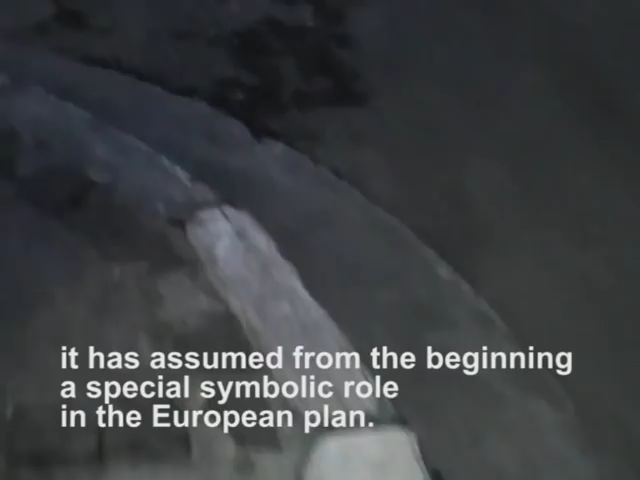 it has assumed from the beginning
a special symbolic role
in the European plan.